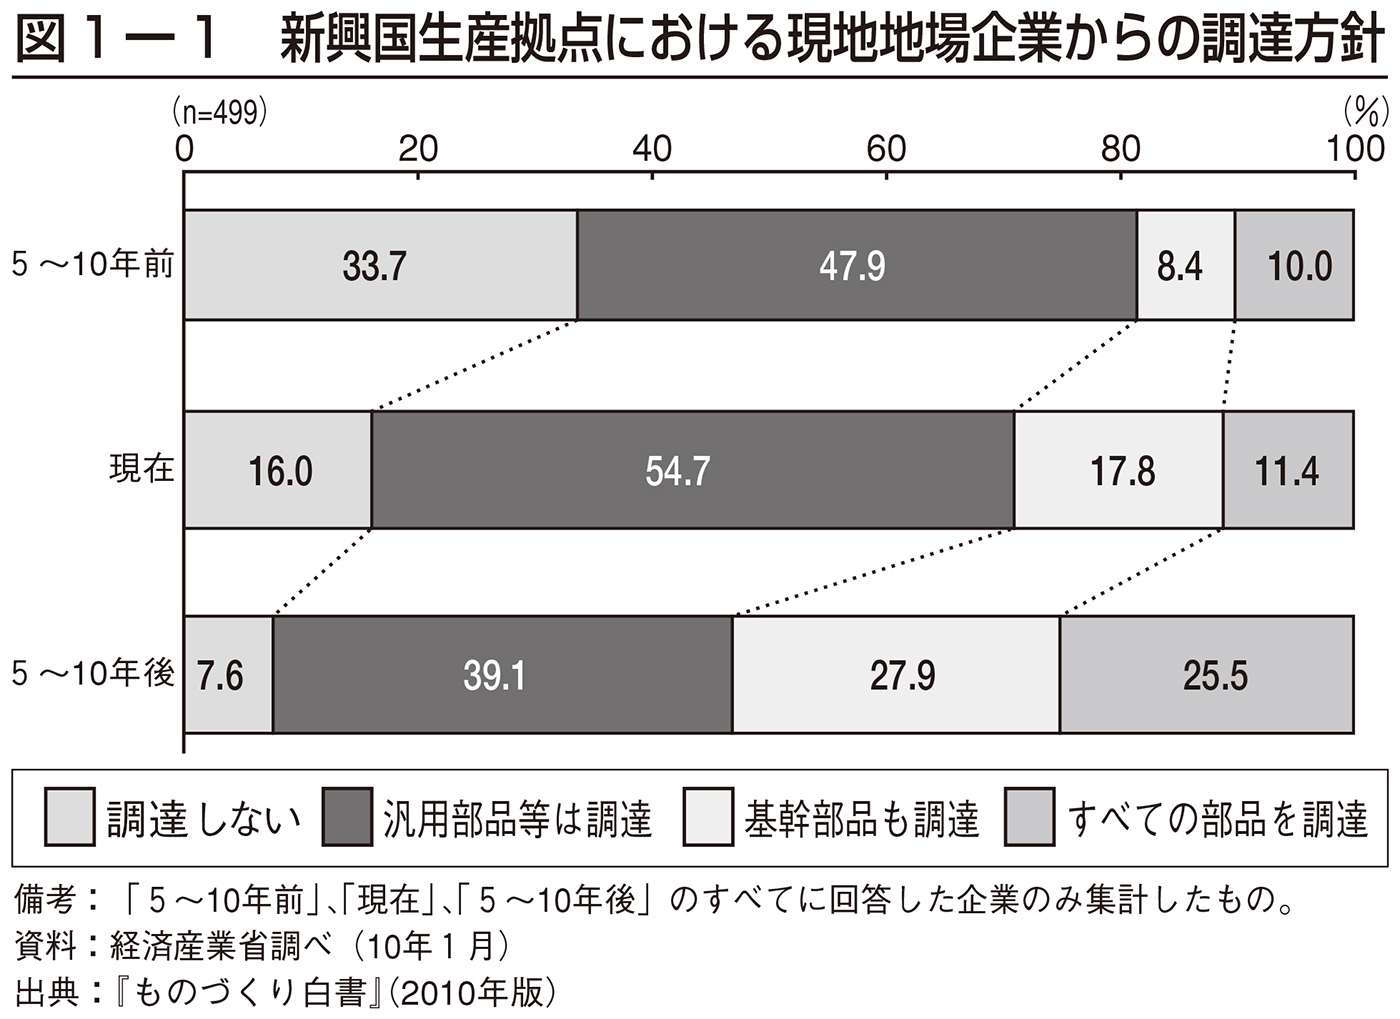 図1－1　新興国生産拠点における現地地場企業からの調達方針
(n=499)
(%)
0 20 40 60 80 100
5～10年前 33.7 47.9 8.4 10.0
現在 16.0 54.7 17.8 11.4
5～10年後 7.6 39.1 27.9 25.5
調達しない 汎用部品等は調達 基幹部品も調達 すべての部品を調達
備考：「5～10年前」、「現在」、「5～10年後」のすべてに回答した企業のみ集計したもの。
資料：経済産業省調べ（10年1月）
出典：『ものづくり白書』（2010年版）